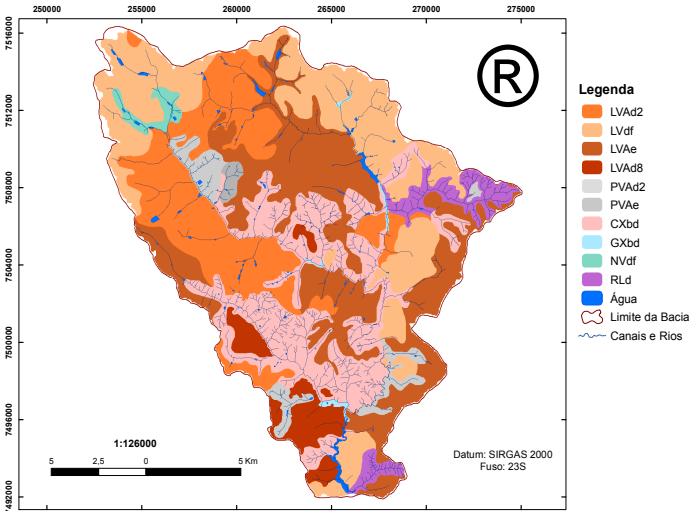 250000 255000 260000 265000 270000 275000
7516000
7512000
7508000
7504000
7500000
7496000
7492000
®
Legenda
LVAd2
LVdf
LVAe
LVAd8
PVAd2
PVAe
CXbd
GXbd
NVdf
RLd
Água
Limite da Bacia
Canais e Rios
1:126000
5 2,5 0 5 Km
Datum: SIRGAS 2000
Fuso: 23S